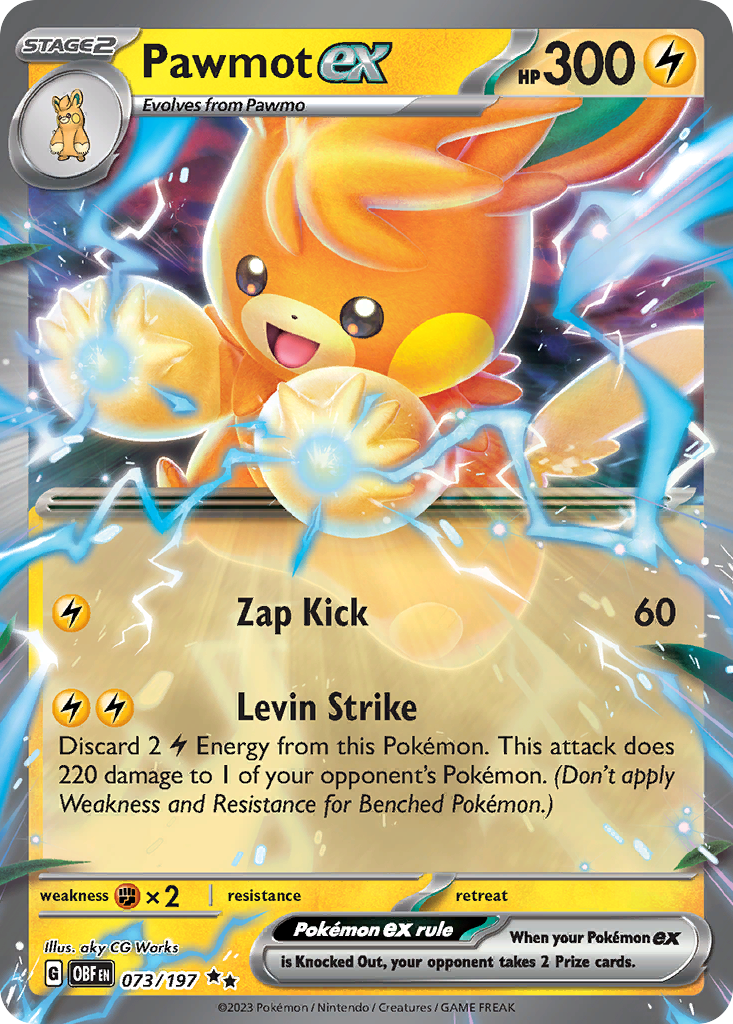 STAGE2
Pawmot ex
HP 300
Evolves from Pawmo
Zap Kick 60
Levin Strike
Discard 2 Energy from this Pokémon. This attack does
220 damage to 1 of your opponent's Pokémon. (Don't apply
Weakness and Resistance for Benched Pokémon.)
weakness ×2 resistance retreat
Illus. aky CG Works
Pokémon ex rule When your Pokémon ex
is Knocked Out, your opponent takes 2 Prize cards.
G OBF EN 073/197 ★★
©2023 Pokémon / Nintendo / Creatures / GAME FREAK